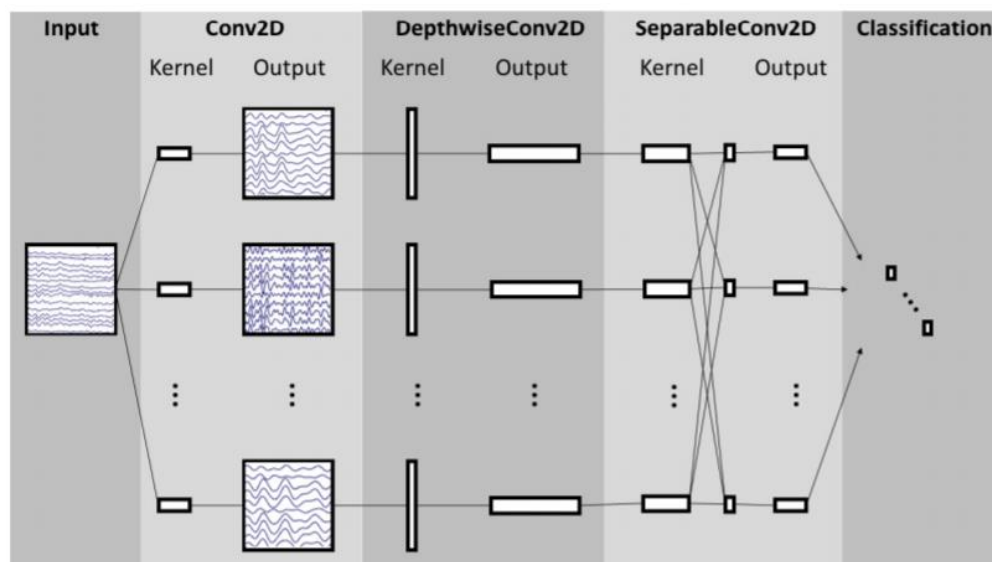 Input Conv2D DepthwiseConv2D SeparableConv2D Classification
Kernel Output Kernel Output Kernel Output